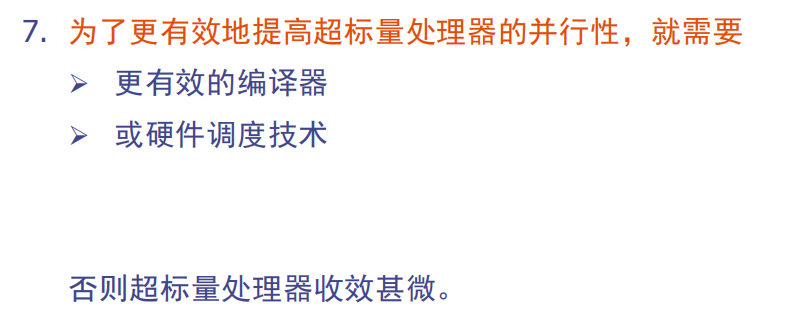 7. 为了更有效地提高超标量处理器的并行性，就需要
➢ 更有效的编译器
➢ 或硬件调度技术
否则超标量处理器收效甚微。